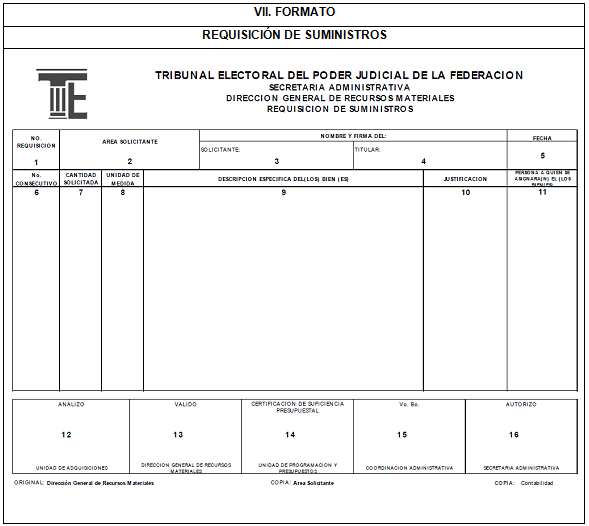 VII. FORMATO
REQUISICIÓN DE SUMINISTROS
TE
TRIBUNAL ELECTORAL DEL PODER JUDICIAL DE LA FEDERACION
SECRETARIA ADMINISTRATIVA
DIRECCION GENERAL DE RECURSOS MATERIALES
REQUISICION DE SUMINISTROS
NO.
REQUISICION
1
AREA SOLICITANTE
2
NOMBRE Y FIRMA DEL:
SOLICITANTE:
3
TITULAR:
4
FECHA
5
No.
CONSECUTIVO
6
CANTIDAD
SOLICITADA
7
UNIDAD DE
MEDIDA
8
DESCRIPCION ESPECIFICA DEL(LOS) BIEN (ES)
9
JUSTIFICACION
10
PERSONA A QUIEN SE
ASIGNARA(N) EL (LOS
BIEN(ES)
11
ANALIZO
12
UNIDAD DE ADQUISICIONES
VALIDO
13
DIRECCION GENERAL DE RECURSOS
MATERIALES
CERTIFICACION DE SUFICIENCIA
PRESUPUESTAL
14
UNIDAD DE PROGRAMACION Y
PRESUPUESTOS
Vo. Bo.
15
COORDINACION ADMINISTRATIVA
AUTORIZO
16
SECRETARIA ADMINISTRATIVA
ORIGINAL: Dirección General de Recursos Materiales
COPIA: Area Solicitante
COPIA: Contabilidad